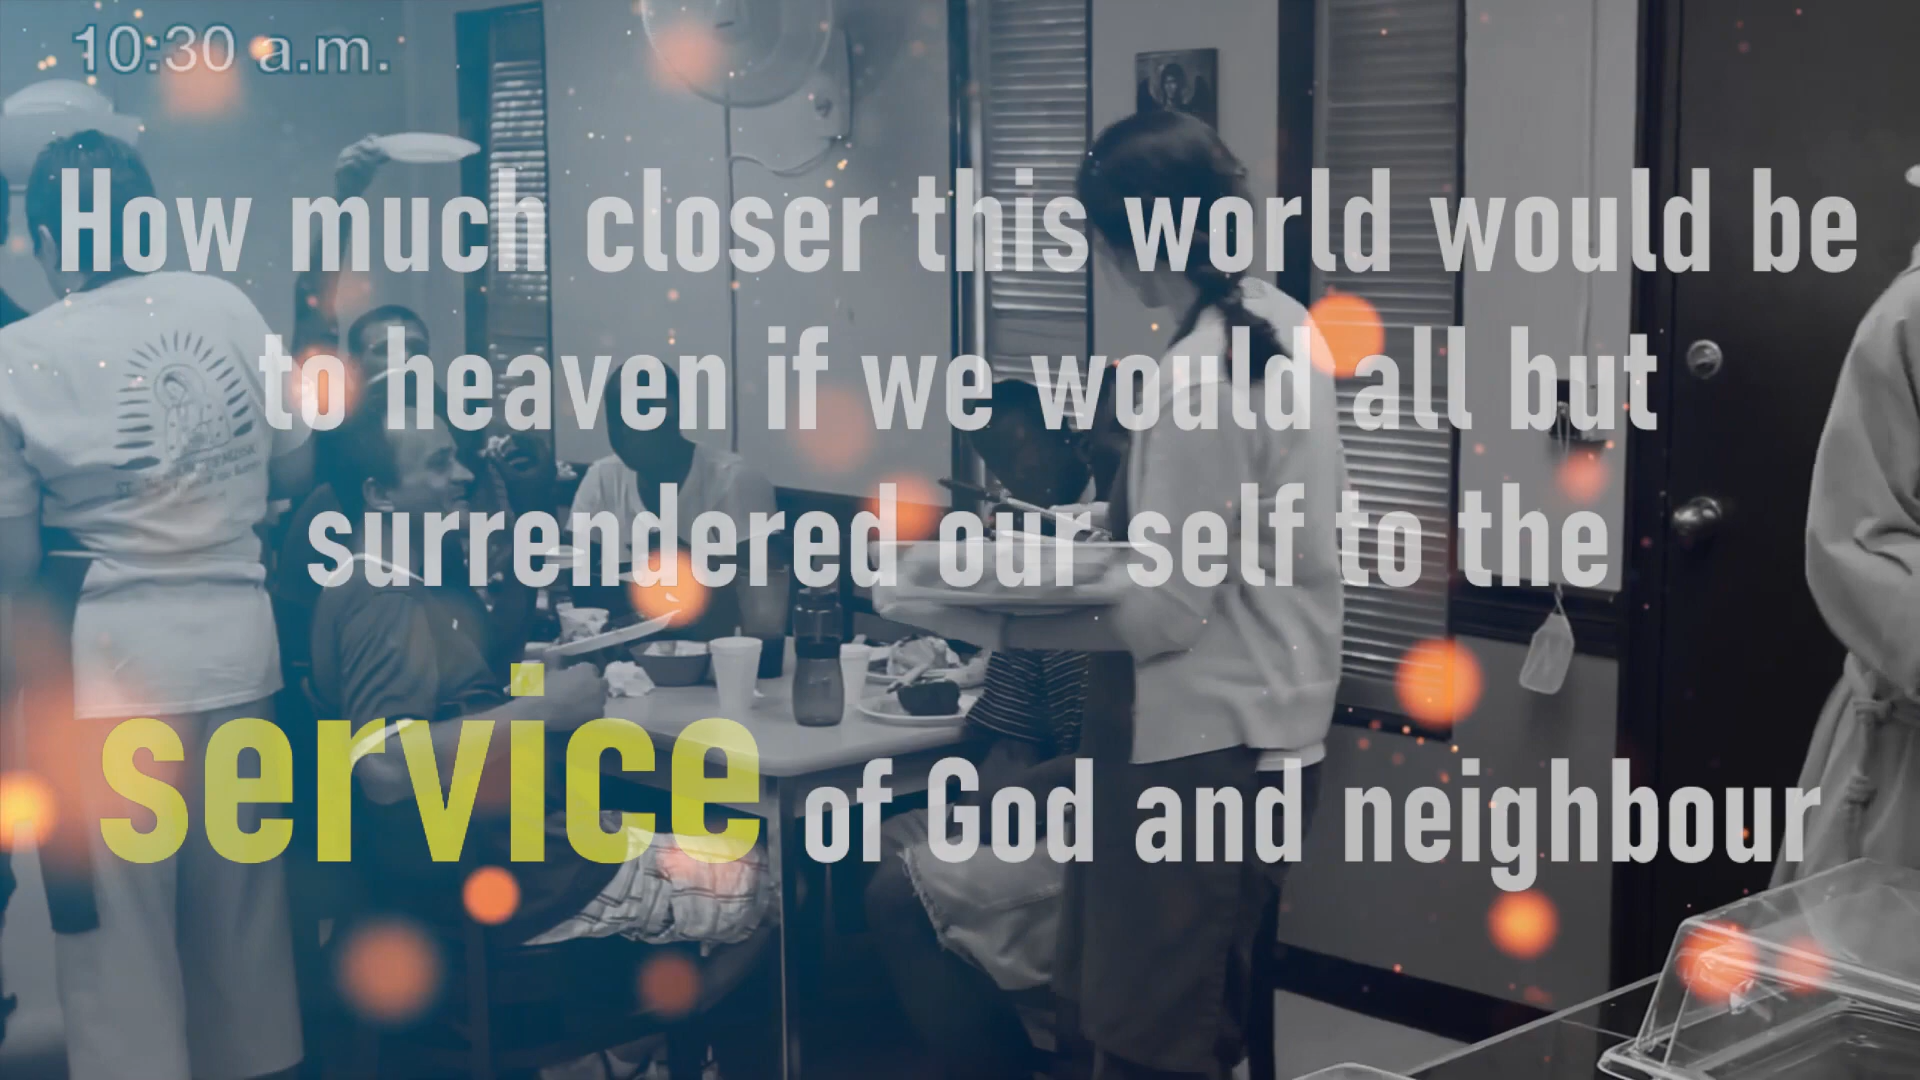 10:30 a.m.
How much closer this world would be
to heaven if we would all but
surrendered our self to the
service of God and neighbour